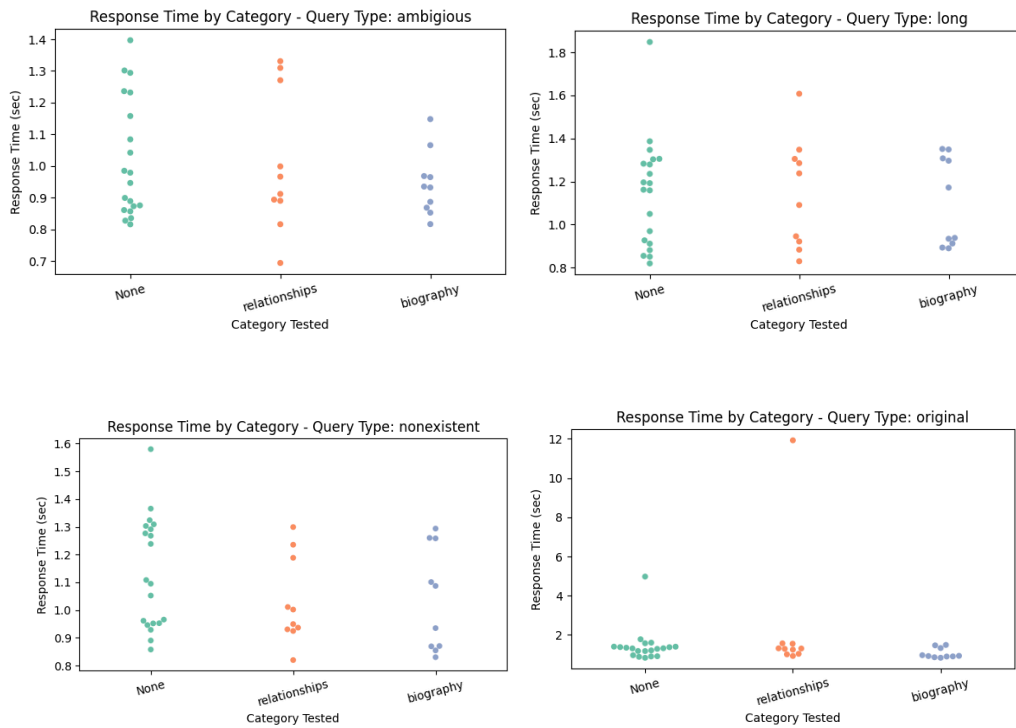 Response Time by Category - Query Type: ambigious
Response Time (sec)
1.4
1.3
1.2
1.1
1.0
0.9
0.8
0.7
None
relationships
biography
Category Tested
Response Time by Category - Query Type: long
Response Time (sec)
1.8
1.6
1.4
1.2
1.0
0.8
None
relationships
biography
Category Tested
Response Time by Category - Query Type: nonexistent
Response Time (sec)
1.6
1.5
1.4
1.3
1.2
1.1
1.0
0.9
0.8
None
relationships
biography
Category Tested
Response Time by Category - Query Type: original
Response Time (sec)
12
10
8
6
4
2
None
relationships
biography
Category Tested